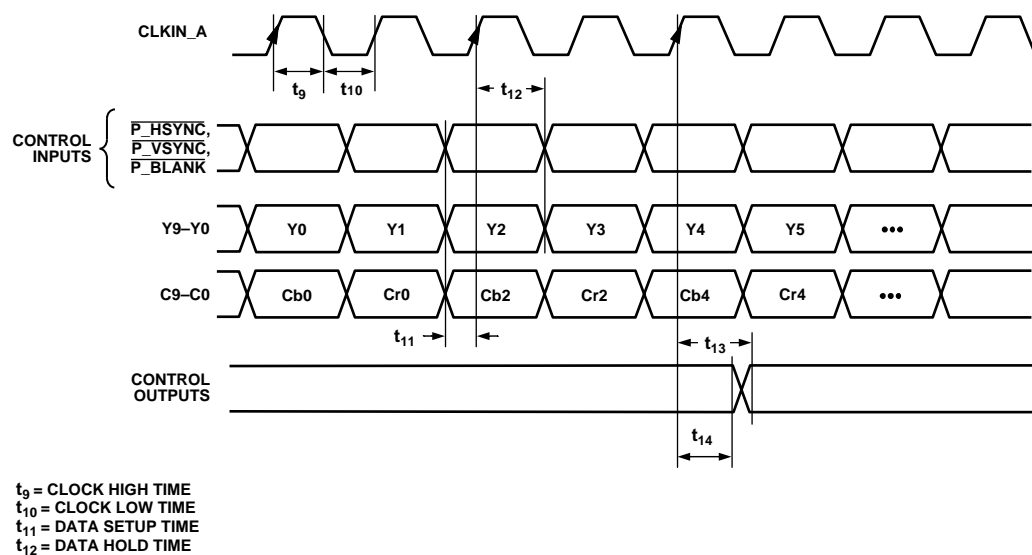 CLKIN_A
t9
t10
t12
CONTROL
INPUTS
P_HSYNC,
P_VSYNC,
P_BLANK
Y9–Y0
Y0
Y1
Y2
Y3
Y4
Y5
•••
C9–C0
Cb0
Cr0
Cb2
Cr2
Cb4
Cr4
•••
t11
t13
CONTROL
OUTPUTS
t14
t9 = CLOCK HIGH TIME
t10 = CLOCK LOW TIME
t11 = DATA SETUP TIME
t12 = DATA HOLD TIME